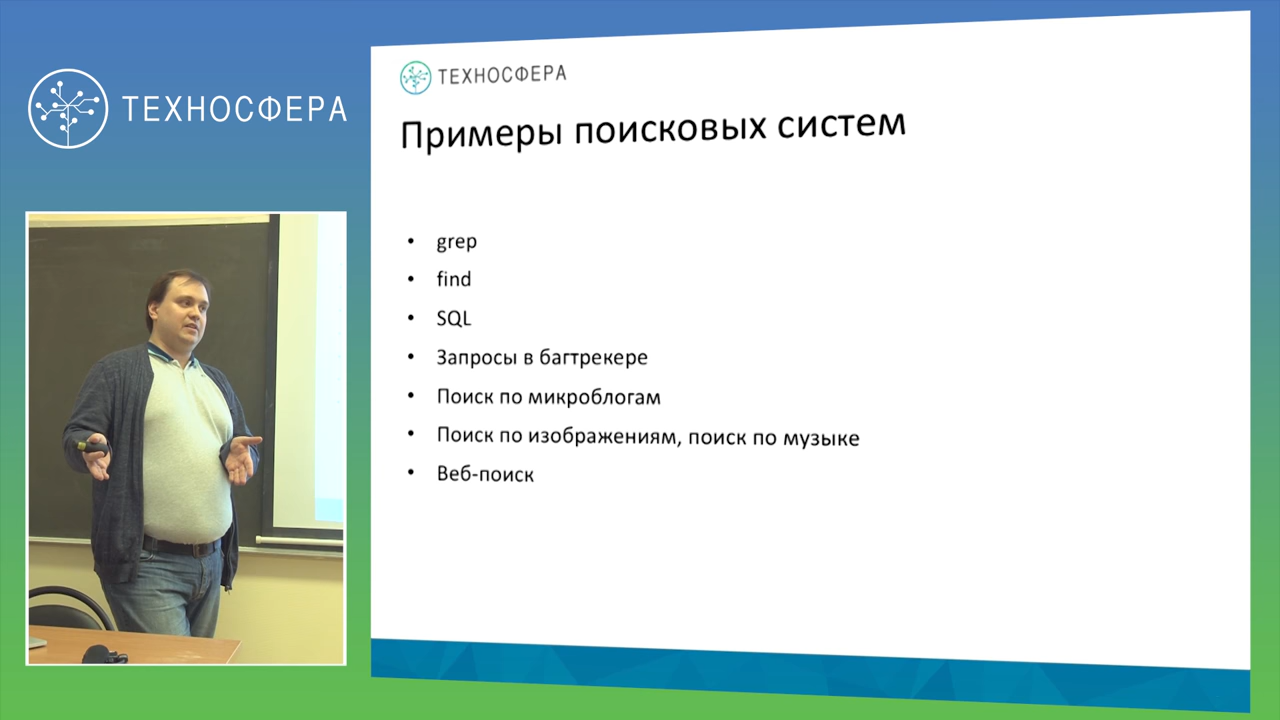 ТЕХНОСФЕРА
ТЕХНОСФЕРА
Примеры поисковых систем
• grep
• find
• SQL
• Запросы в багтрекере
• Поиск по микроблогам
• Поиск по изображениям, поиск по музыке
• Веб-поиск